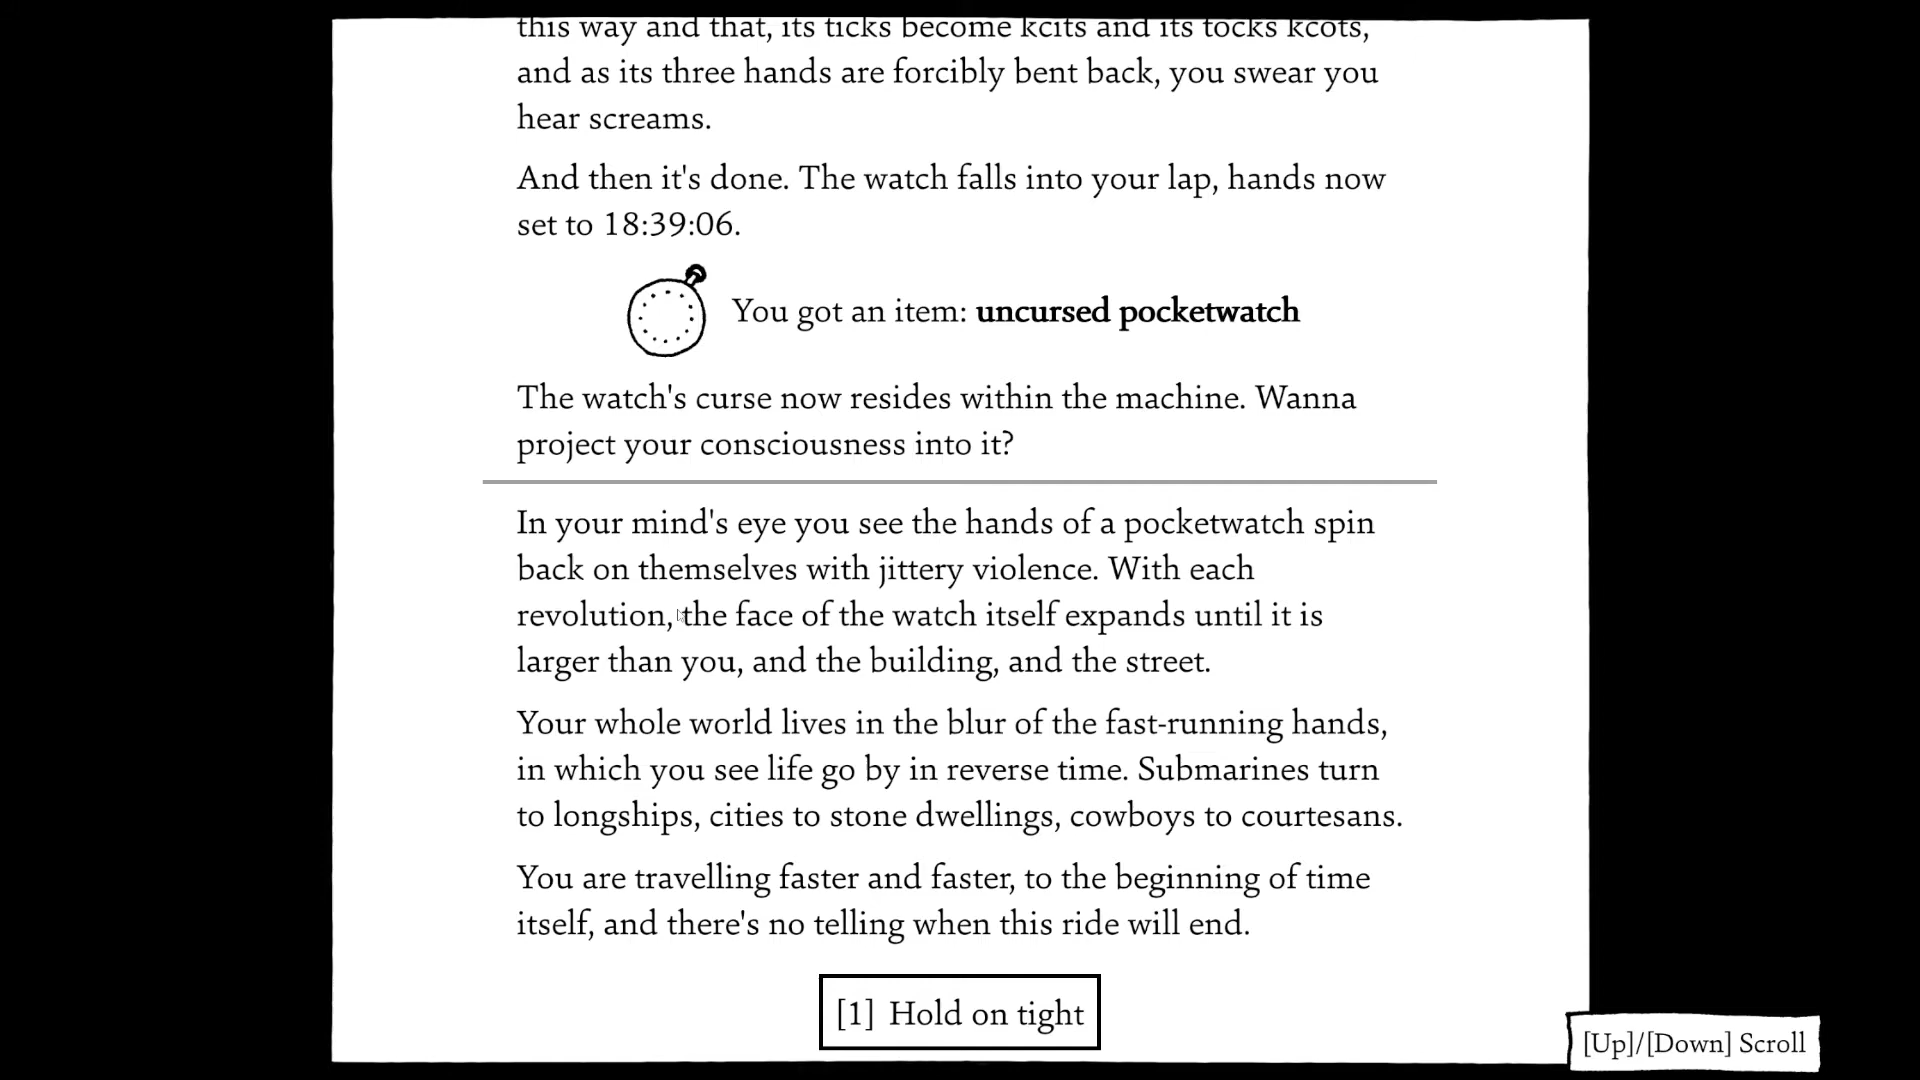 this way and that, its ticks become kcits and its tocks kcots,
and as its three hands are forcibly bent back, you swear you
hear screams.
And then it's done. The watch falls into your lap, hands now
set to 18:39:06.
You got an item: uncursed pocketwatch
The watch's curse now resides within the machine. Wanna
project your consciousness into it?
In your mind's eye you see the hands of a pocketwatch spin
back on themselves with jittery violence. With each
revolution, the face of the watch itself expands until it is
larger than you, and the building, and the street.
Your whole world lives in the blur of the fast-running hands,
in which you see life go by in reverse time. Submarines turn
to longships, cities to stone dwellings, cowboys to courtesans.
You are travelling faster and faster, to the beginning of time
itself, and there's no telling when this ride will end.
[1] Hold on tight
[Up]/[Down] Scroll